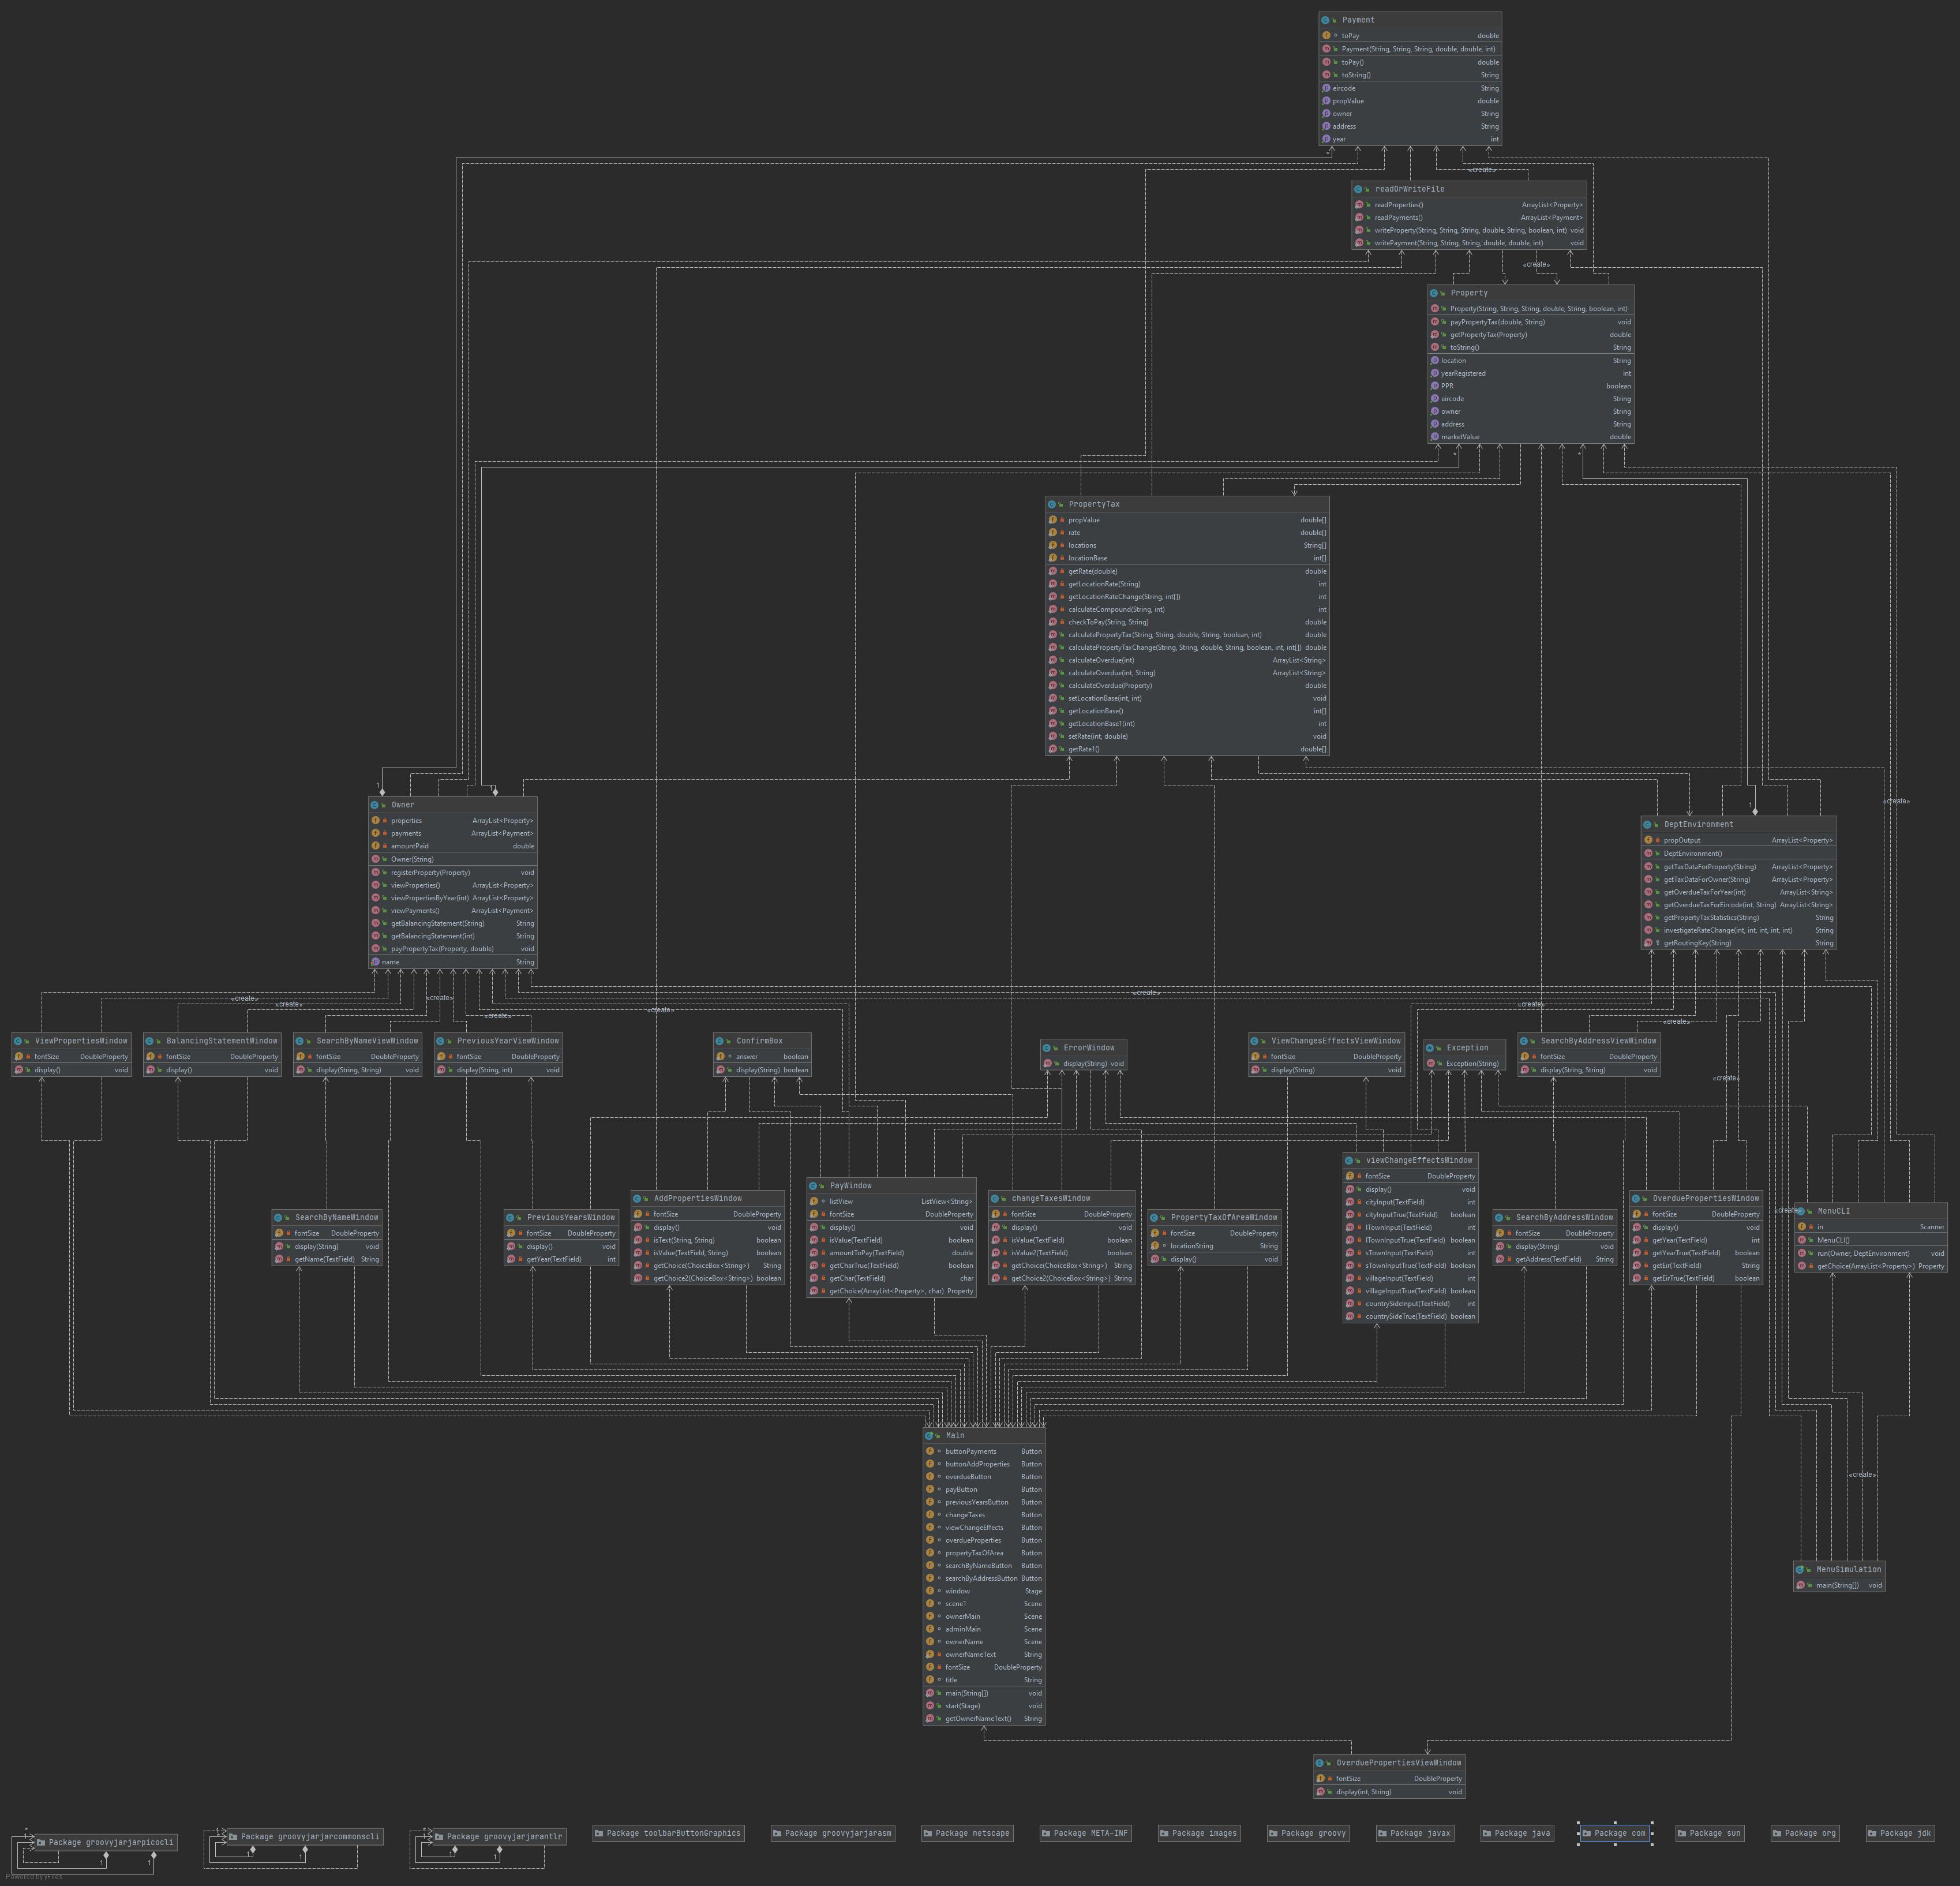 Payment
toPay double
Payment(String, String, String, double, double, int)
toPay() double
toString() String
eircode String
propValue double
owner String
address String
year int
*
«create»
readOrWriteFile
readProperties() ArrayList<Property>
readPayments() ArrayList<Payment>
writeProperty(String, String, String, double, String, boolean, int) void
writePayment(String, String, String, double, double, int) void
«create»
Property
Property(String, String, String, double, String, boolean, int)
payPropertyTax(double, String) void
getPropertyTax(Property) double
toString() String
location String
yearRegistered int
PPR boolean
eircode String
owner String
address String
marketValue double
* *
PropertyTax
propValue double[]
rate double[]
locations String[]
locationBase int[]
getRate(double) double
getLocationRate(String) int
getLocationRateChange(String, int[]) int
calculateCompound(String, int) int
checkToPay(String, String) double
calculatePropertyTax(String, String, double, String, boolean, int) double
calculatePropertyTaxChange(String, String, double, String, boolean, int, int[]) double
calculateOverdue(int) ArrayList<String>
calculateOverdue(int, String) ArrayList<String>
calculateOverdue(Property) double
setLocationBase(int, int) void
getLocationBase() int[]
getLocationBase1(int) int
setRate(int, double) void
getRate1() double[]
1 1
Owner
properties ArrayList<Property>
payments ArrayList<Payment>
amountPaid double
Owner(String)
registerProperty(Property) void
viewProperties() ArrayList<Property>
viewPropertiesByYear(int) ArrayList<Property>
viewPayments() ArrayList<Payment>
getBalancingStatement(String) String
getBalancingStatement(int) String
payPropertyTax(Property, double) void
name String
«create»
1
DeptEnvironment
propOutput ArrayList<Property>
DeptEnvironment()
getTaxDataForProperty(String) ArrayList<Property>
getTaxDataForOwner(String) ArrayList<Property>
getOverdueTaxForYear(int) ArrayList<String>
getOverdueTaxForEircode(int, String) ArrayList<String>
getPropertyTaxStatistics(String) String
investigateRateChange(int, int, int, int, int) String
getRoutingKey(String) String
«create»
«create»
«create»
«create»
«create»
«create»
«create»
«create»
«create»
ViewPropertiesWindow
fontSize DoubleProperty
display() void
BalancingStatementWindow
fontSize DoubleProperty
display() void
SearchByNameViewWindow
fontSize DoubleProperty
display(String, String) void
PreviousYearViewWindow
fontSize DoubleProperty
display(String, int) void
ConfirmBox
answer boolean
display(String) boolean
ErrorWindow
display(String) void
ViewChangesEffectsViewWindow
fontSize DoubleProperty
display(String) void
Exception
Exception(String)
SearchByAddressViewWindow
fontSize DoubleProperty
display(String, String) void
«create»
SearchByNameWindow
fontSize DoubleProperty
display(String) void
getName(TextField) String
PreviousYearsWindow
fontSize DoubleProperty
display() void
getYear(TextField) int
AddPropertiesWindow
fontSize DoubleProperty
display() void
isText(String, String) boolean
isValue(TextField, String) boolean
getChoice(ChoiceBox<String>) String
getChoice2(ChoiceBox<String>) boolean
PayWindow
listView ListView<String>
fontSize DoubleProperty
display() void
isValue(TextField) boolean
amountToPay(TextField) double
getCharTrue(TextField) boolean
getChar(TextField) char
getChoice(ArrayList<Property>, char) Property
changeTaxesWindow
fontSize DoubleProperty
display() void
isValue(TextField) boolean
isValue2(TextField) boolean
getChoice(ChoiceBox<String>) String
getChoice2(ChoiceBox<String>) String
PropertyTaxOfAreaWindow
fontSize DoubleProperty
locationString String
display() void
viewChangeEffectsWindow
fontSize DoubleProperty
display() void
cityInput(TextField) int
cityInputTrue(TextField) boolean
lTownInput(TextField) int
lTownInputTrue(TextField) boolean
sTownInput(TextField) int
sTownInputTrue(TextField) boolean
villageInput(TextField) int
villageInputTrue(TextField) boolean
countrySideInput(TextField) int
countrySideTrue(TextField) boolean
SearchByAddressWindow
fontSize DoubleProperty
display(String) void
getAddress(TextField) String
OverduePropertiesWindow
fontSize DoubleProperty
display() void
getYear(TextField) int
getYearTrue(TextField) boolean
getEir(TextField) String
getEirTrue(TextField) boolean
MenuCLI
in Scanner
MenuCLI()
run(Owner, DeptEnvironment) void
getChoice(ArrayList<Property>) Property
Main
buttonPayments Button
buttonAddProperties Button
overdueButton Button
payButton Button
previousYearsButton Button
changeTaxes Button
viewChangeEffects Button
overdueProperties Button
propertyTaxOfArea Button
searchByNameButton Button
searchByAddressButton Button
window Stage
scene1 Scene
ownerMain Scene
adminMain Scene
ownerName Scene
ownerNameText String
fontSize DoubleProperty
title String
main(String[]) void
start(Stage) void
getOwnerNameText() String
«create»
MenuSimulation
main(String[]) void
OverduePropertiesViewWindow
fontSize DoubleProperty
display(int, String) void
Package groovyjarjarpicocli
Package groovyjarjarcommonscli
Package groovyjarjarantlr
Package toolbarButtonGraphics
Package groovyjarjarasm
Package netscape
Package META-INF
Package images
Package groovy
Package javax
Package java
Package com
Package sun
Package org
Package jdk
1 1 1 1 1 1
Powered by yFiles